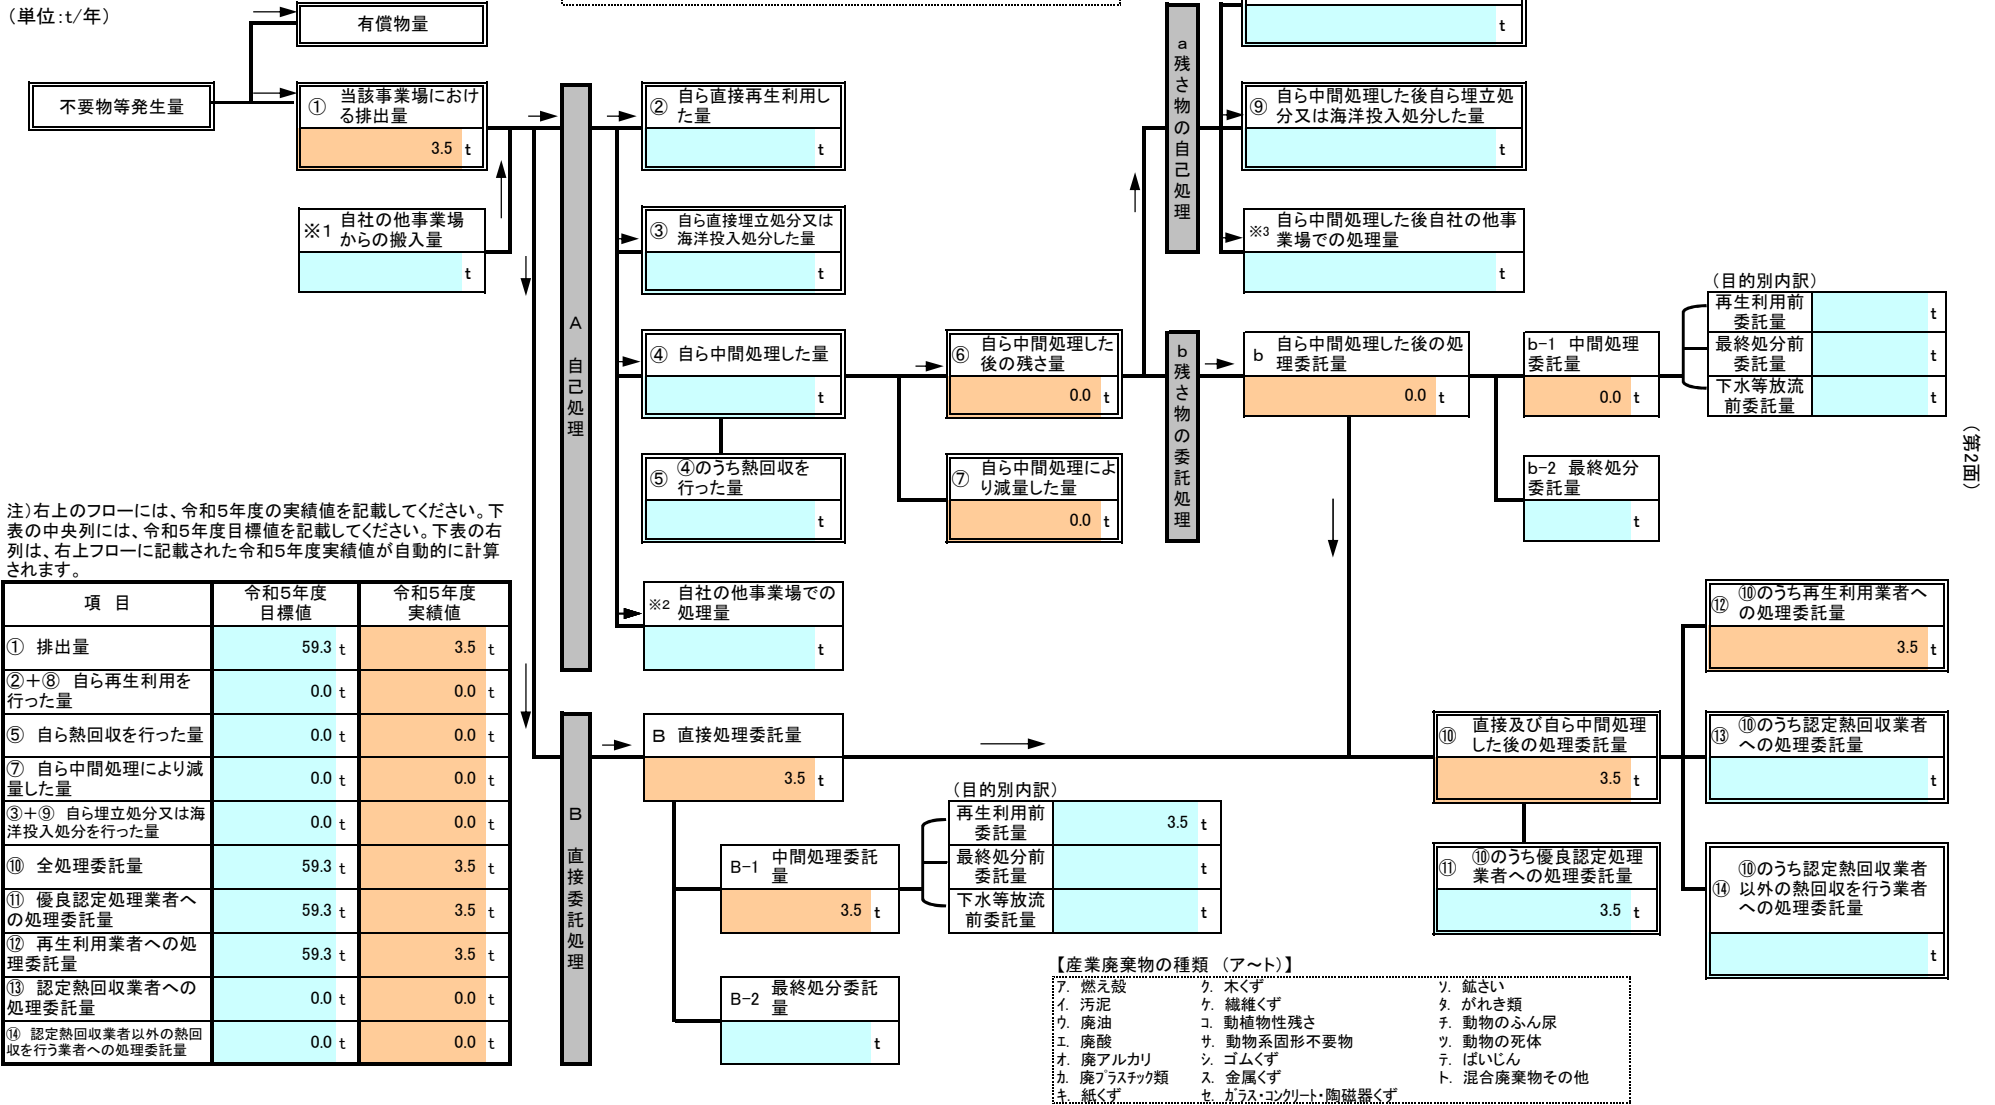 (単位:t/年)
有償物量
不要物等発生量
① 当該事業場におけ
る排出量
3.5 t
※1 自社の他事業場
からの搬入量
t
A 自己処理
② 自ら直接再生利用し
た量
t
③ 自ら直接埋立処分又は
海洋投入処分した量
t
④ 自ら中間処理した量
t
⑤ ④のうち熱回収を
行った量
t
※2 自社の他事業場での
処理量
t
⑥ 自ら中間処理した
後の残さ量
0.0 t
⑦ 自ら中間処理によ
り減量した量
0.0 t
a 残さ物の自己処理
t
⑨ 自ら中間処理した後自ら埋立処
分又は海洋投入処分した量
t
※3 自ら中間処理した後自社の他事
業場での処理量
t
b 残さ物の委託処理
b 自ら中間処理した後の処
理委託量
0.0 t
b-1 中間処理
委託量
0.0 t
b-2 最終処分
委託量
t
(目的別内訳)
再生利用前
委託量 t
最終処分前
委託量 t
下水等放流
前委託量 t
(第2面)
注)右上のフローには、令和5年度の実績値を記載してください。下
表の中央列には、令和5年度目標値を記載してください。下表の右
列は、右上フローに記載された令和5年度実績値が自動的に計算
されます。
項 目 令和5年度 令和5年度
目標値 実績値
① 排出量 59.3 t 3.5 t
②+⑧ 自ら再生利用を
行った量 0.0 t 0.0 t
⑤ 自ら熱回収を行った量 0.0 t 0.0 t
⑦ 自ら中間処理により減
量した量 0.0 t 0.0 t
③+⑨ 自ら埋立処分又は海
洋投入処分を行った量 0.0 t 0.0 t
⑩ 全処理委託量 59.3 t 3.5 t
⑪ 優良認定処理業者へ
の処理委託量 59.3 t 3.5 t
⑫ 再生利用業者への処
理委託量 59.3 t 3.5 t
⑬ 認定熱回収業者への
処理委託量 0.0 t 0.0 t
⑭ 認定熱回収業者以外の熱回
収を行う業者への処理委託量 0.0 t 0.0 t
B 直接委託処理
B 直接処理委託量
3.5 t
B-1 中間処理委託
量
3.5 t
B-2 最終処分委託
量
t
(目的別内訳)
再生利用前
委託量 3.5 t
最終処分前
委託量 t
下水等放流
前委託量 t
⑩ 直接及び自ら中間処理
した後の処理委託量
3.5 t
⑪ ⑩のうち優良認定処理
業者への処理委託量
3.5 t
⑫ ⑩のうち再生利用業者へ
の処理委託量
3.5 t
⑬ ⑩のうち認定熱回収業者
への処理委託量
t
⑭ ⑩のうち認定熱回収業者
以外の熱回収を行う業者
への処理委託量
t
【産業廃棄物の種類 (ア~ト)】
ア. 燃え殻 ク. 木くず ソ. 鉱さい
イ. 汚泥 ケ. 繊維くず タ. がれき類
ウ. 廃油 コ. 動植物性残さ チ. 動物のふん尿
エ. 廃酸 サ. 動物系固形不要物 ツ. 動物の死体
オ. 廃アルカリ シ. ゴムくず テ. ばいじん
カ. 廃プラスチック類 ス. 金属くず ト. 混合廃棄物その他
キ. 紙くず セ. ガラス・コンクリート・陶磁器くず